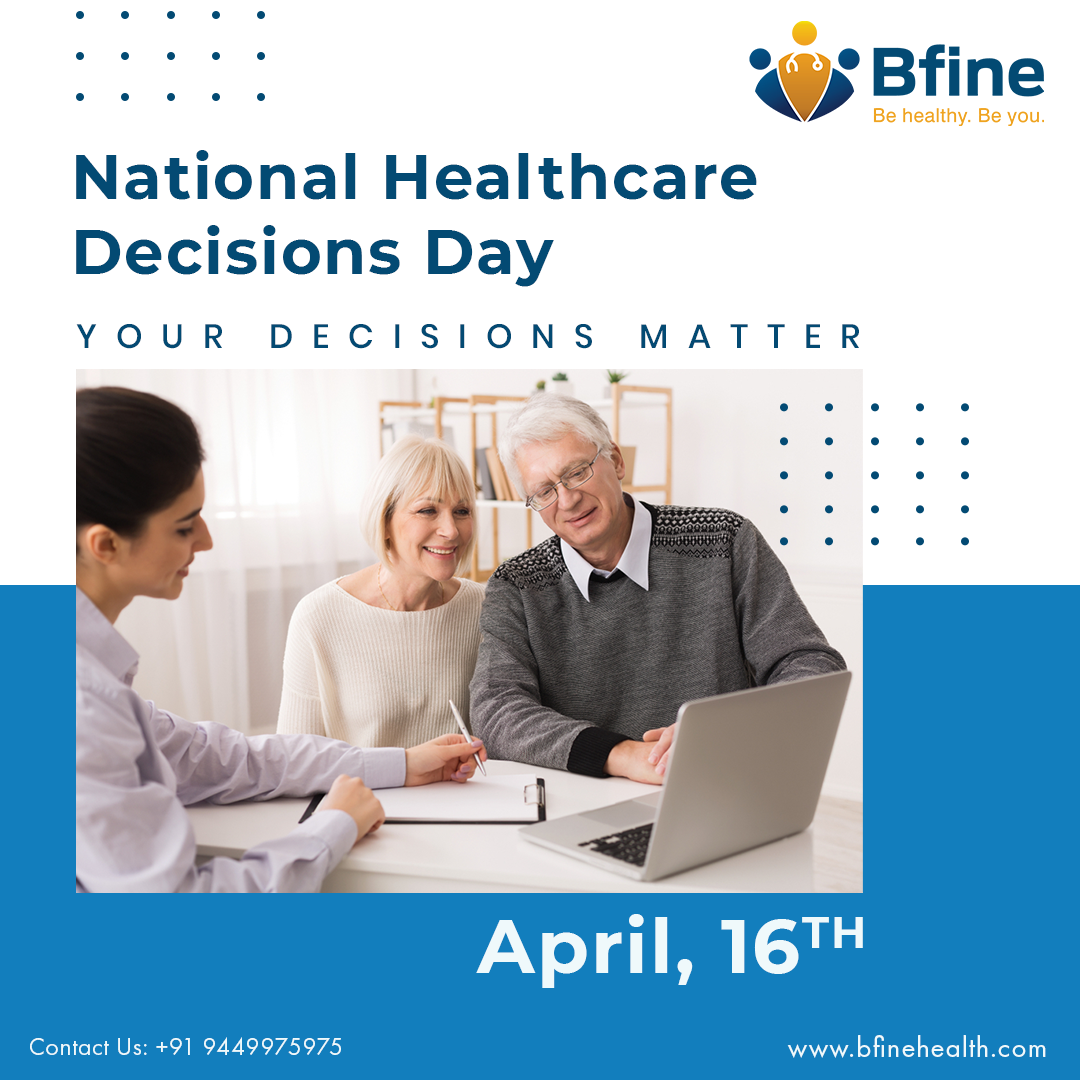 Bfine
Be healthy. Be you.
National Healthcare
Decisions Day
YOUR DECISIONS MATTER
April, 16TH
Contact Us: +91 9449975975
www.bfinehealth.com